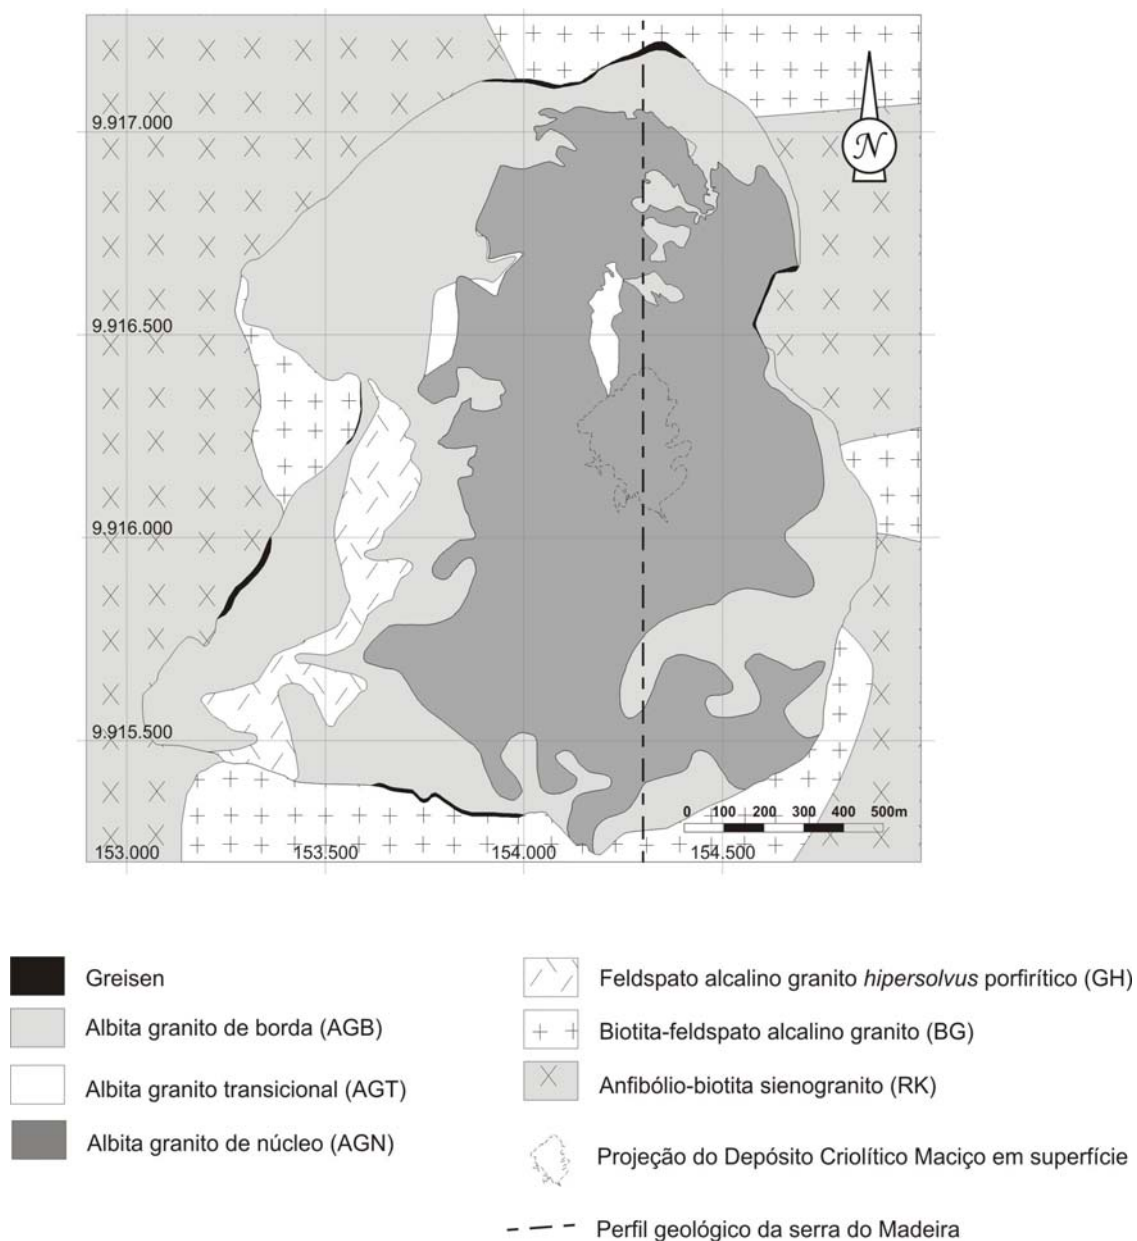 N
9.917.000
9.916.500
9.916.000
9.915.500
0 100 200 300 400 500m
153.000 153.500 154.000 154.500
Greisen
Albita granito de borda (AGB)
Albita granito transicional (AGT)
Albita granito de núcleo (AGN)
Feldspato alcalino granito hipersolvus porfirítico (GH)
Biotita-feldspato alcalino granito (BG)
Anfibólio-biotita sienogranito (RK)
Projeção do Depósito Criolítico Maciço em superfície
Perfil geológico da serra do Madeira